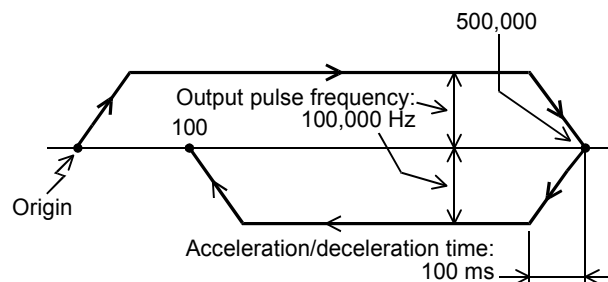 500,000
Output pulse frequency:
100,000 Hz
100
Origin
Acceleration/deceleration time:
100 ms